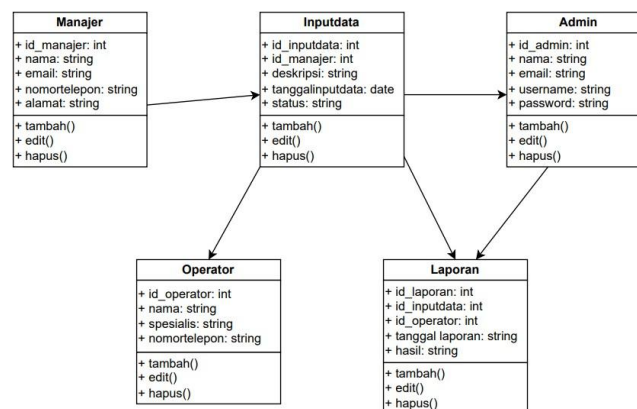 Manajer
+ id_manajer: int
+ nama: string
+ email: string
+ nomortelepon: string
+ alamat: string
+ tambah()
+ edit()
+ hapus()
Inputdata
+ id_inputdata: int
+ id_manajer: int
+ deskripsi: string
+ tanggalinputdata: date
+ status: string
+ tambah()
+ edit()
+ hapus()
Admin
+ id_admin: int
+ nama: string
+ email: string
+ username: string
+ password: string
+ tambah()
+ edit()
+ hapus()
Operator
+ id_operator: int
+ nama: string
+ spesialis: string
+ nomortelepon: string
+ tambah()
+ edit()
+ hapus()
Laporan
+ id_laporan: int
+ id_inputdata: int
+ id_operator: int
+ tanggal laporan: string
+ hasil: string
+ tambah()
+ edit()
+ hapus()